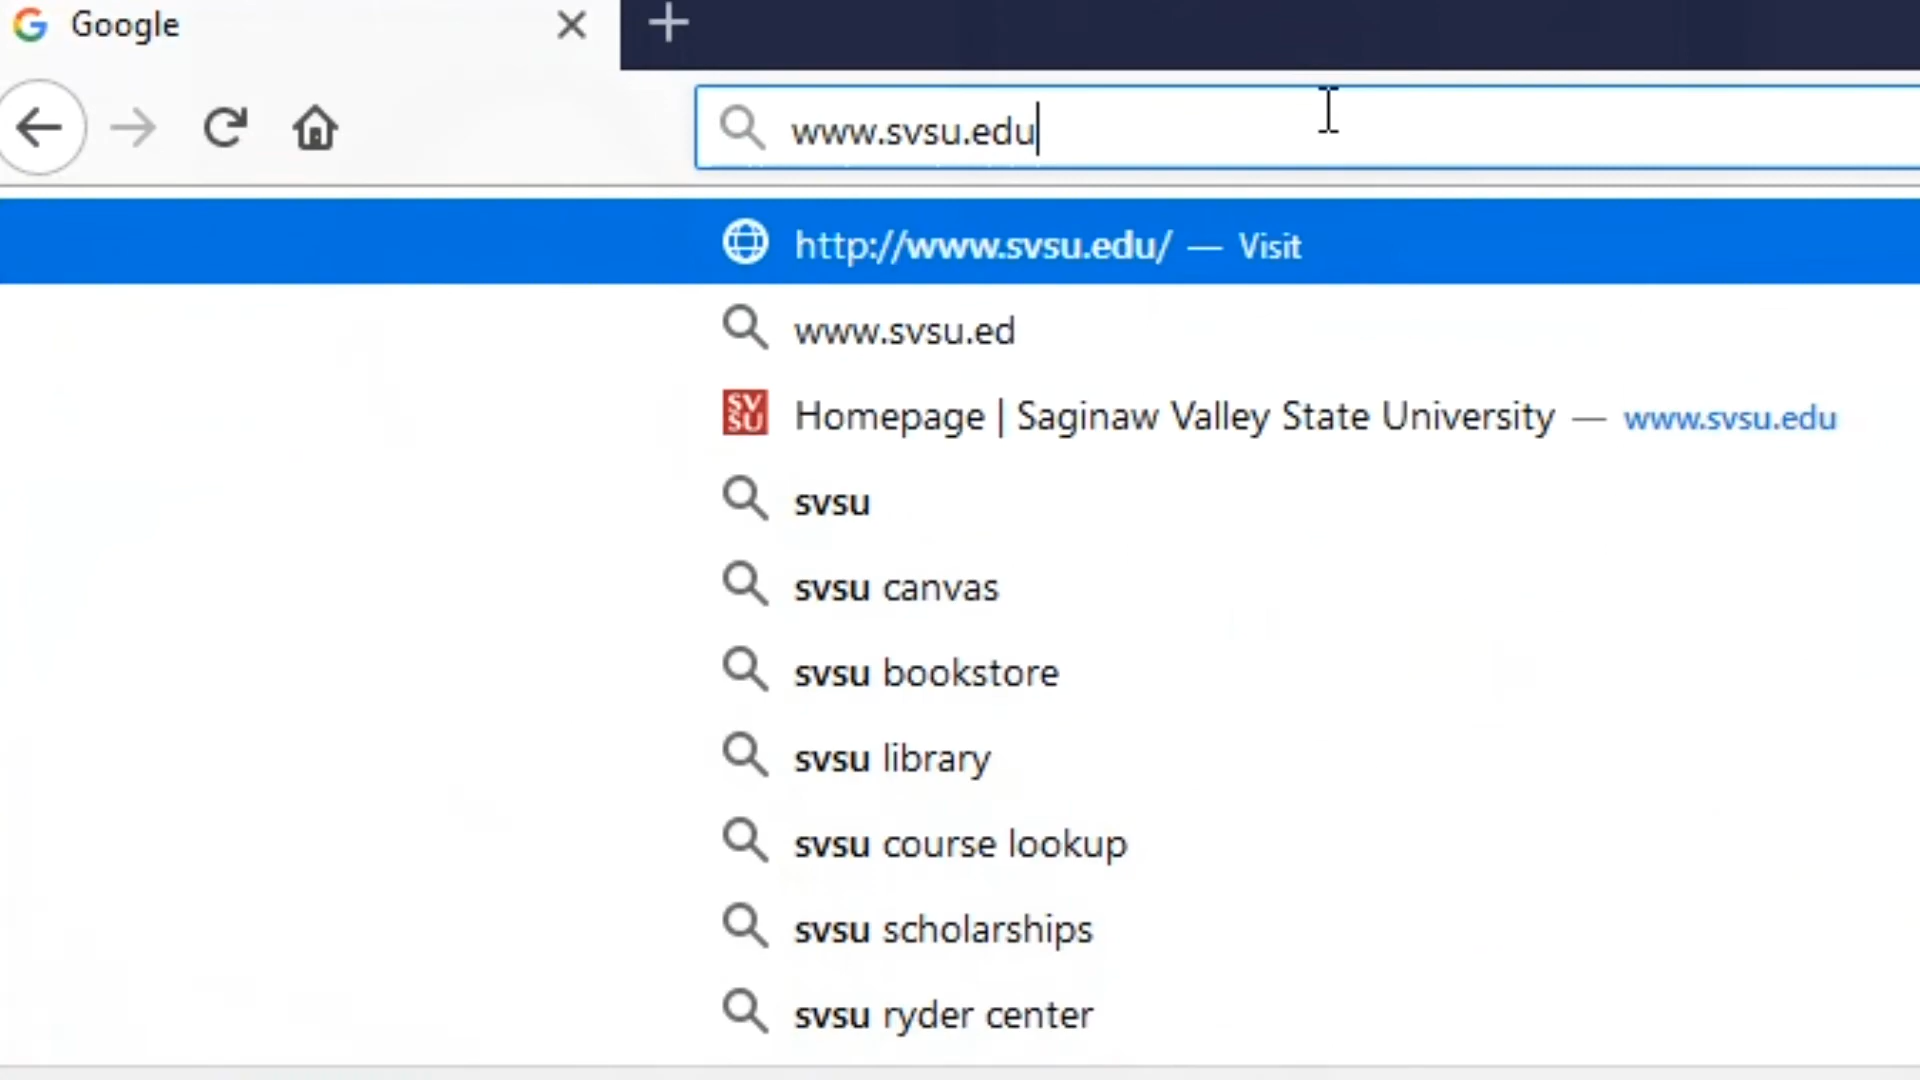 Google
www.svsu.edu
http://www.svsu.edu/ — Visit
www.svsu.ed
SVSU Homepage | Saginaw Valley State University — www.svsu.edu
svsu
svsu canvas
svsu bookstore
svsu library
svsu course lookup
svsu scholarships
svsu ryder center